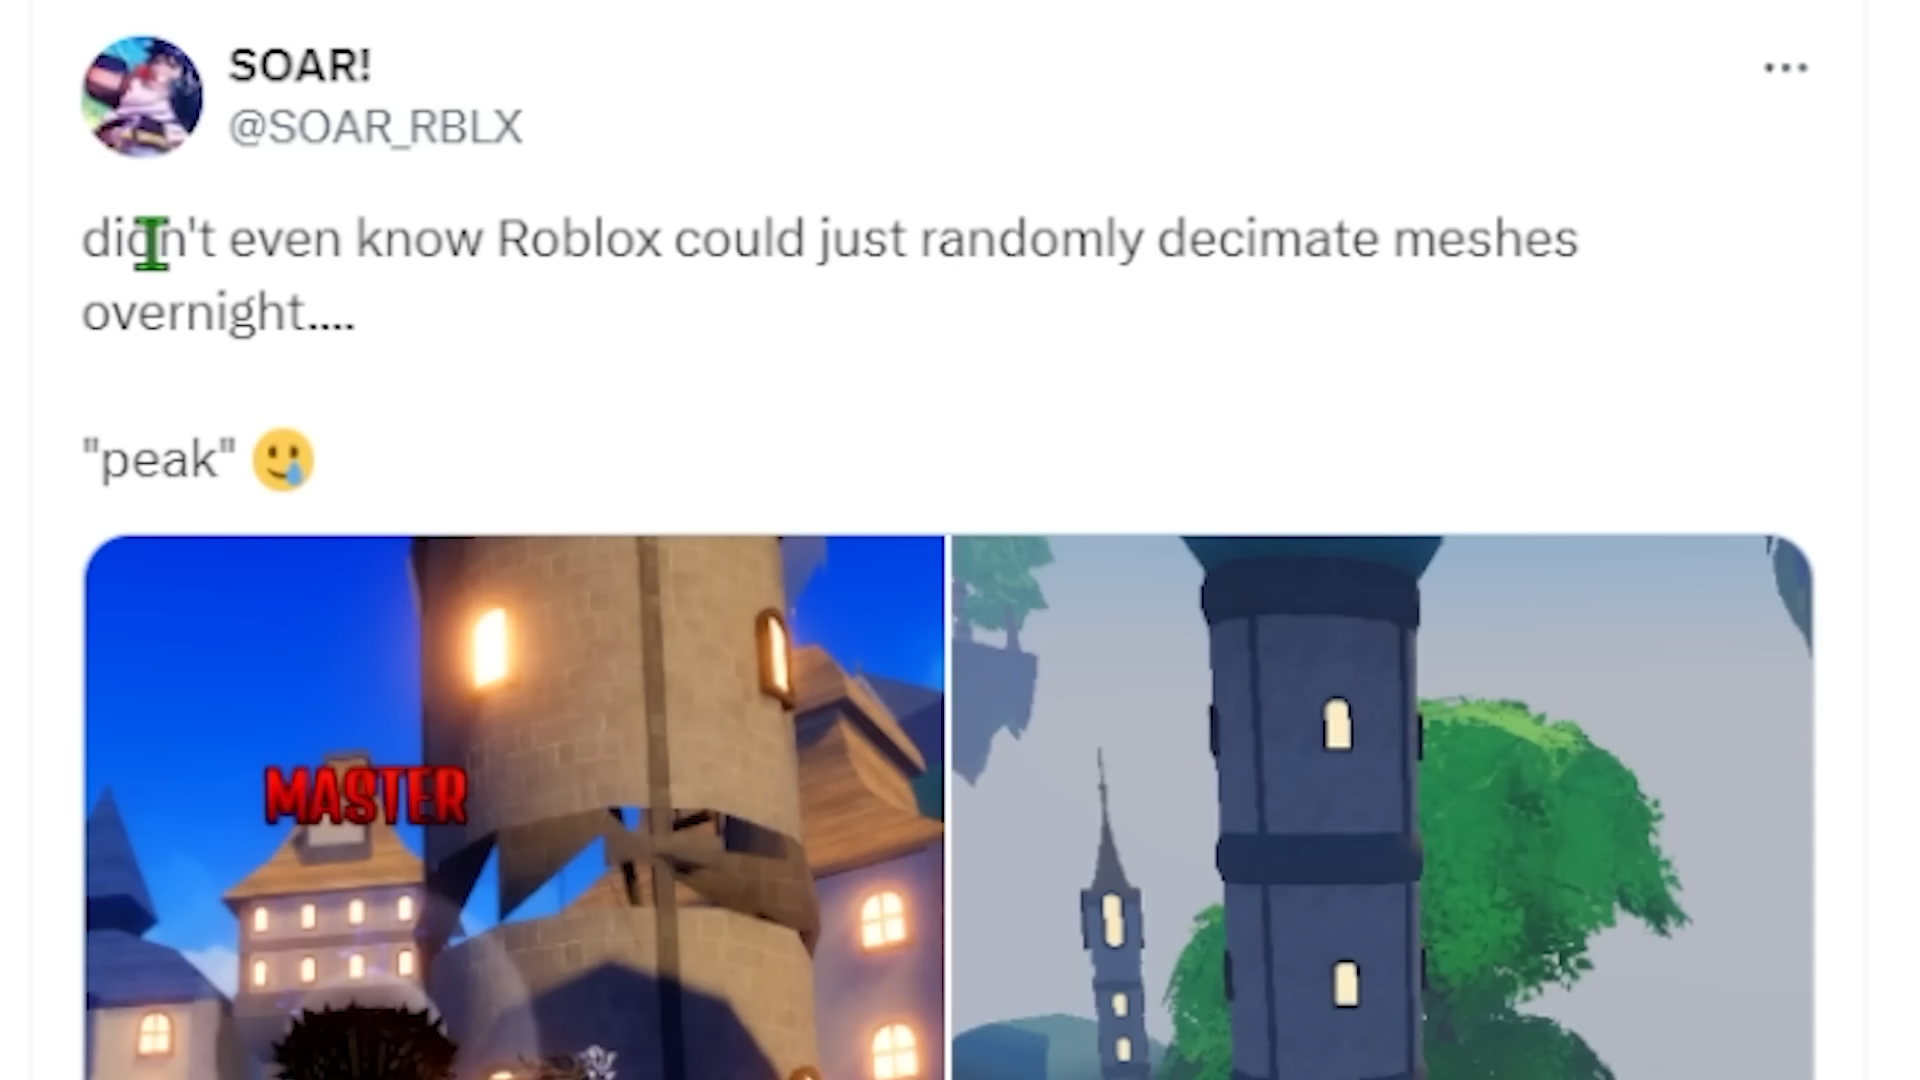 SOAR!
@SOAR_RBLX
didn't even know Roblox could just randomly decimate meshes
overnight....
"peak" 🥲
MASTER